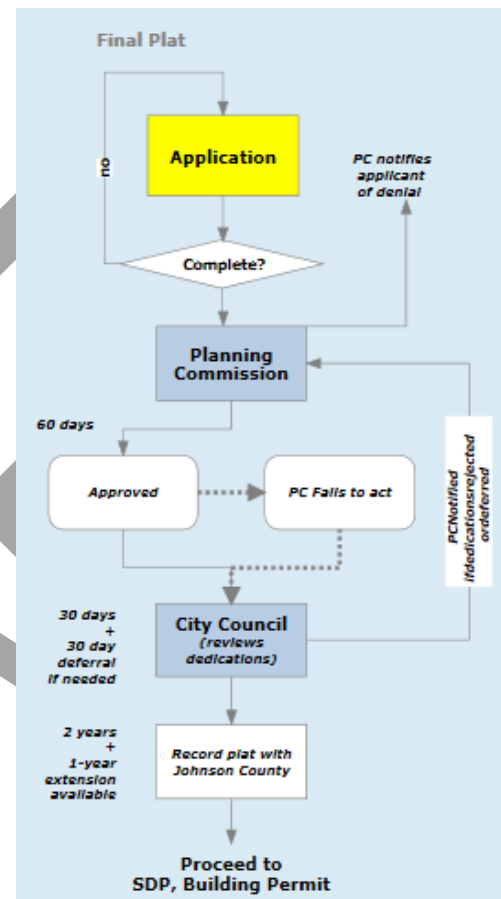 Final Plat
no
Application
PC notifies
applicant
of denial
Complete?
Planning
Commission
60 days
Approved
PC Fails to act
PCNotified
ifdedicationsrejected
ordeferred
30 days
+
30 day
deferral
if needed
City Council
(reviews
dedications)
2 years
+
1-year
extension
available
Record plat with
Johnson County
Proceed to
SDP, Building Permit